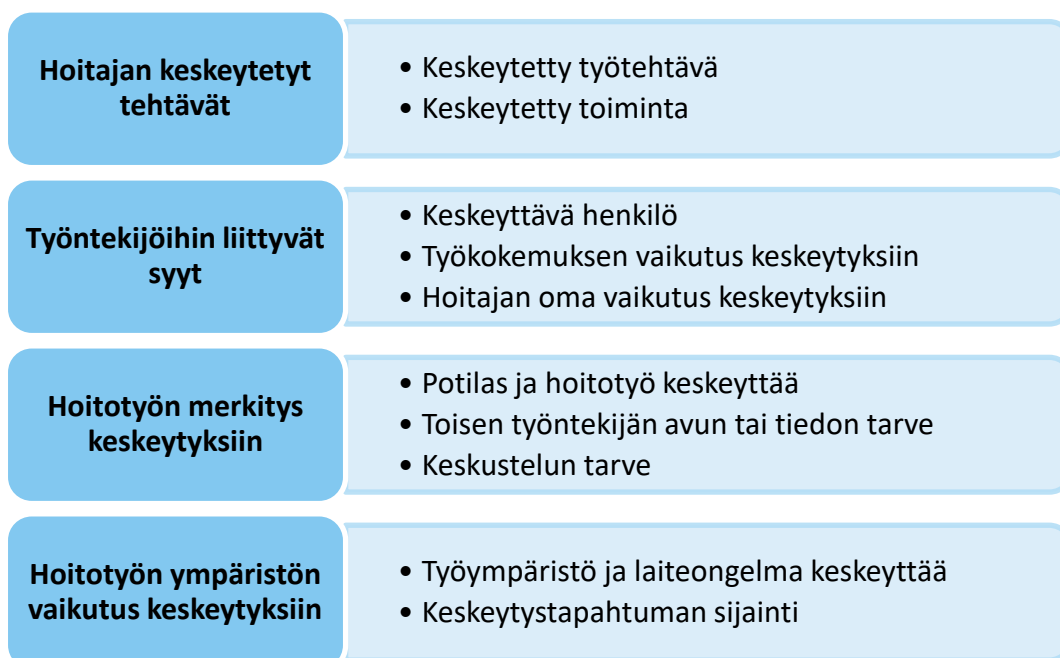 Hoitajan keskeytetyt
tehtävät
• Keskeytetty työtehtävä
• Keskeytetty toiminta
Työntekijöihin liittyvät
syyt
• Keskeyttävä henkilö
• Työkokemuksen vaikutus keskeytyksiin
• Hoitajan oma vaikutus keskeytyksiin
Hoitotyön merkitys
keskeytyksiin
• Potilas ja hoitotyö keskeyttää
• Toisen työntekijän avun tai tiedon tarve
• Keskustelun tarve
Hoitotyön ympäristön
vaikutus keskeytyksiin
• Työympäristö ja laiteongelma keskeyttää
• Keskeytystapahtuman sijainti